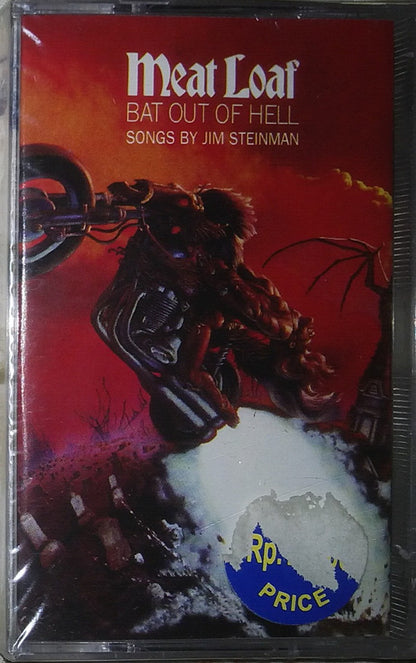 Meat Loaf
BAT OUT OF HELL
SONGS BY JIM STEINMAN
Rp.
PRICE